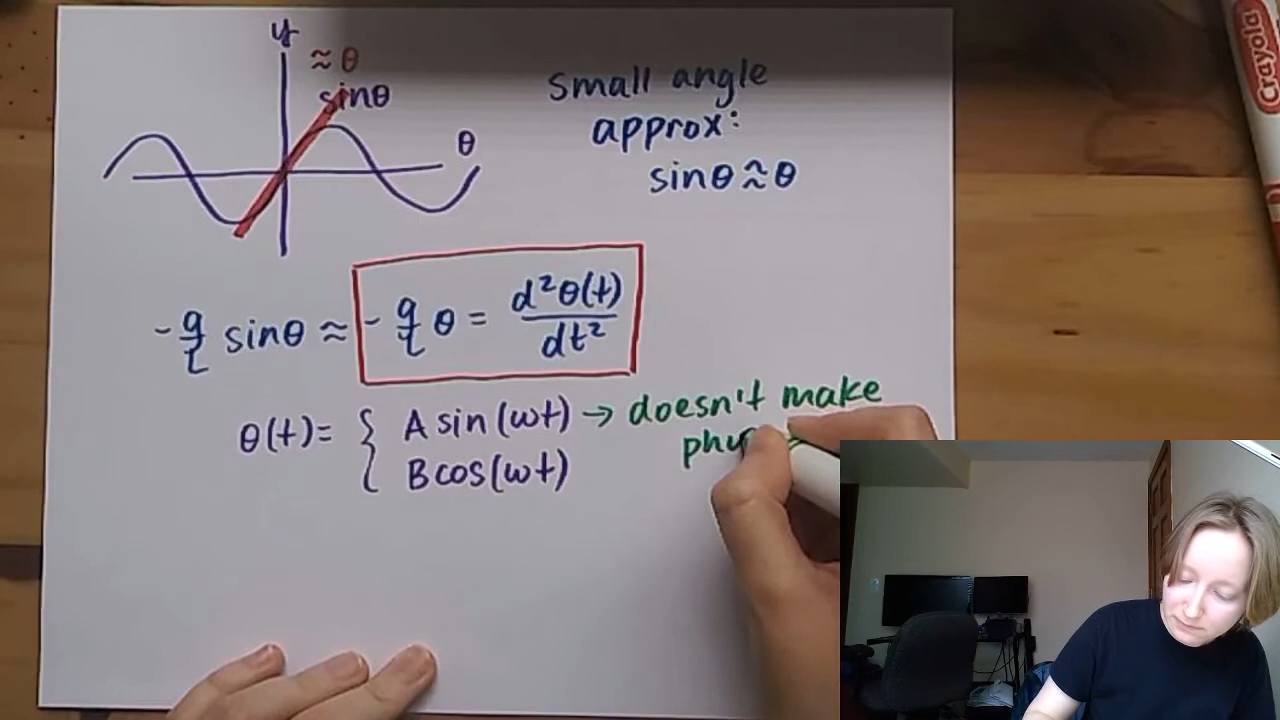 y
≈ θ
sinθ
θ
small angle
approx:
sinθ ≈ θ
-g/l sinθ ≈ -g/l θ = d²θ(t)/dt²
θ(t) = { A sin(ωt) → doesn't make
B cos(ωt)
Crayola